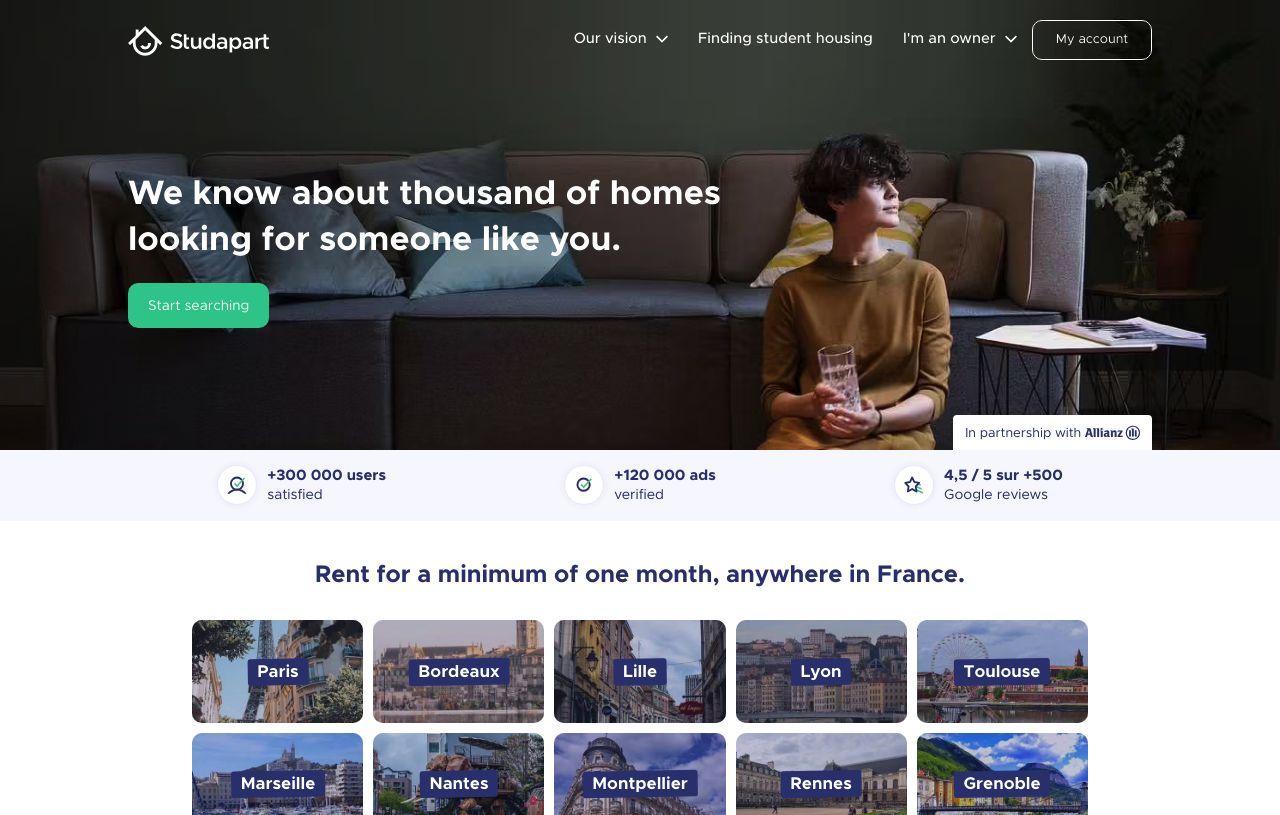 Studapart
Our vision
Finding student housing
I'm an owner
My account
We know about thousand of homes
looking for someone like you.
Start searching
In partnership with Allianz
+300 000 users
satisfied
+120 000 ads
verified
4,5 / 5 sur +500
Google reviews
Rent for a minimum of one month, anywhere in France.
Paris
Bordeaux
Lille
Lyon
Toulouse
Marseille
Nantes
Montpellier
Rennes
Grenoble